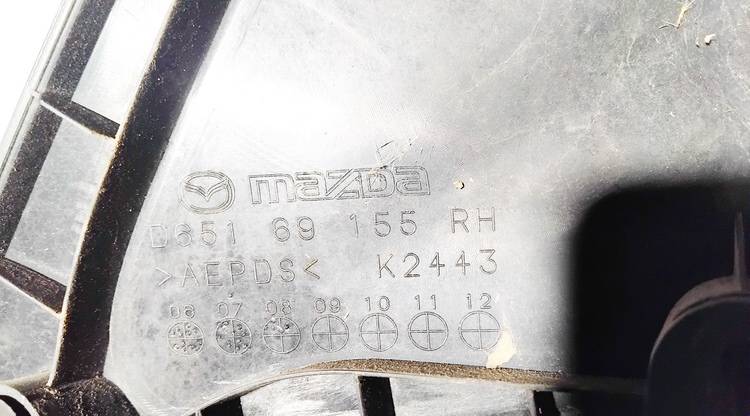 mazda
D651 69 155 RH
>AEPDS< K2443
06 07 08 09 10 11 12